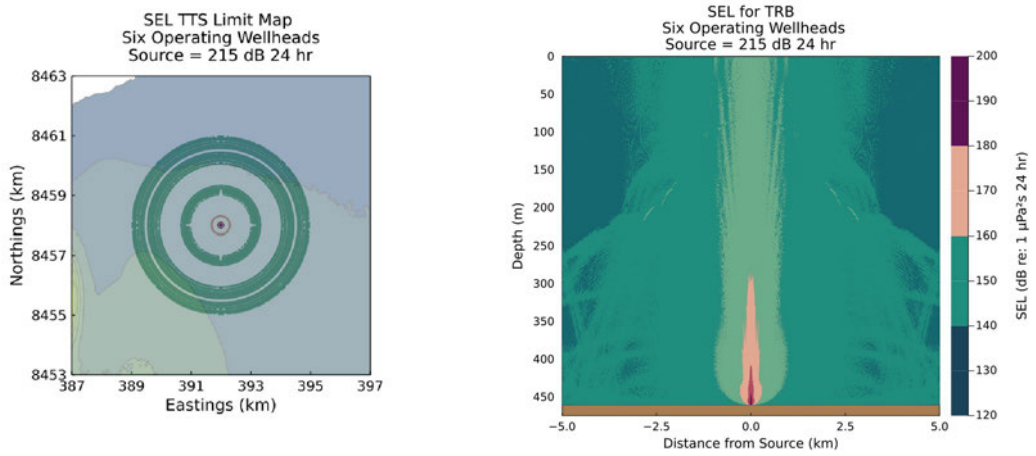 SEL TTS Limit Map
Six Operating Wellheads
Source = 215 dB 24 hr
8463
8461
8459
8457
8455
8453
Northings (km)
387 389 391 393 395 397
Eastings (km)
SEL for TRB
Six Operating Wellheads
Source = 215 dB 24 hr
0
50
100
150
200
250
300
350
400
450
Depth (m)
−5.0 −2.5 0.0 2.5 5.0
Distance from Source (km)
200
190
180
170
160
150
140
130
120
SEL (dB re: 1 μPa²s 24 hr)